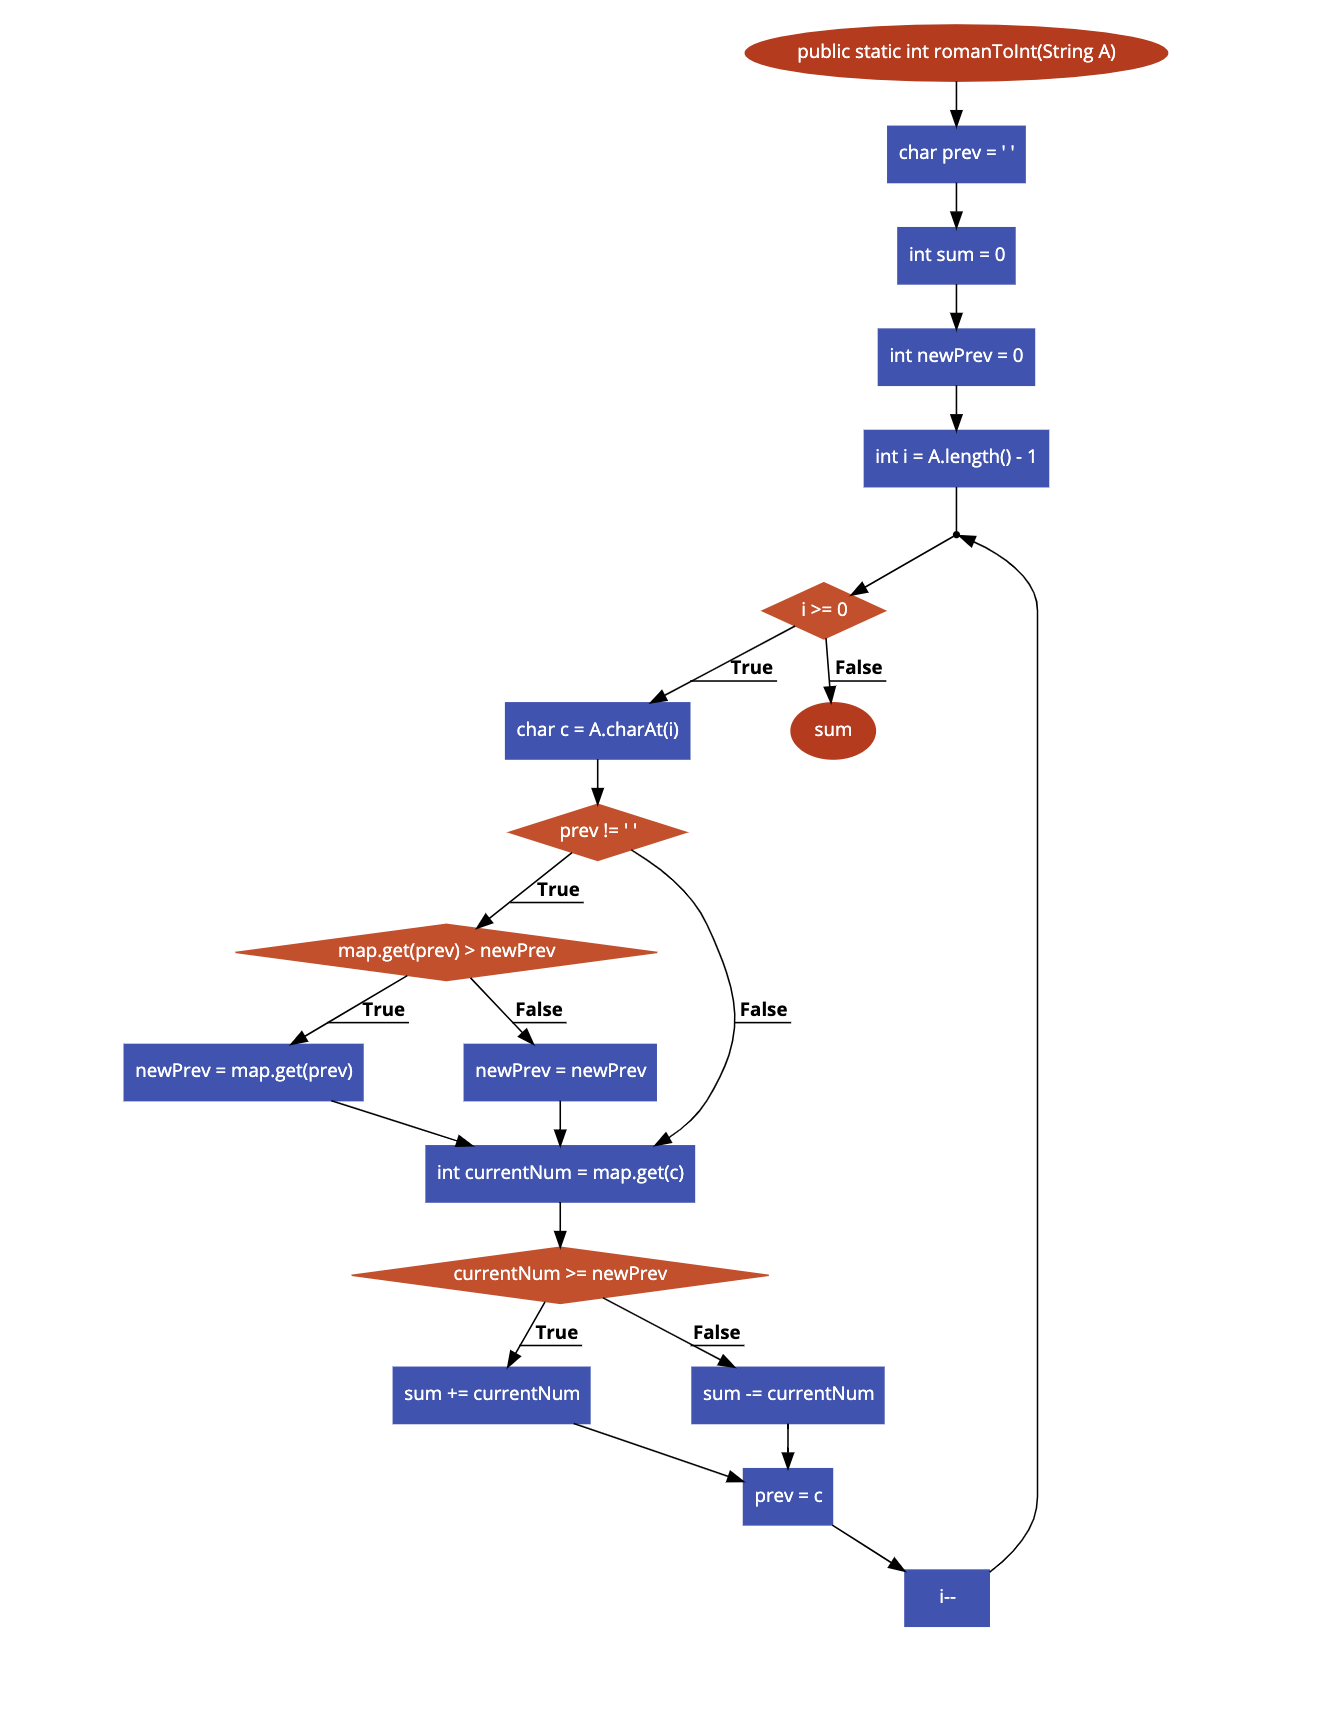 public static int romanToInt(String A)
char prev = ' '
int sum = 0
int newPrev = 0
int i = A.length() - 1
i >= 0
True
False
char c = A.charAt(i)
sum
prev != ' '
True
map.get(prev) > newPrev
True
False
False
newPrev = map.get(prev)
newPrev = newPrev
int currentNum = map.get(c)
currentNum >= newPrev
True
False
sum += currentNum
sum -= currentNum
prev = c
i--